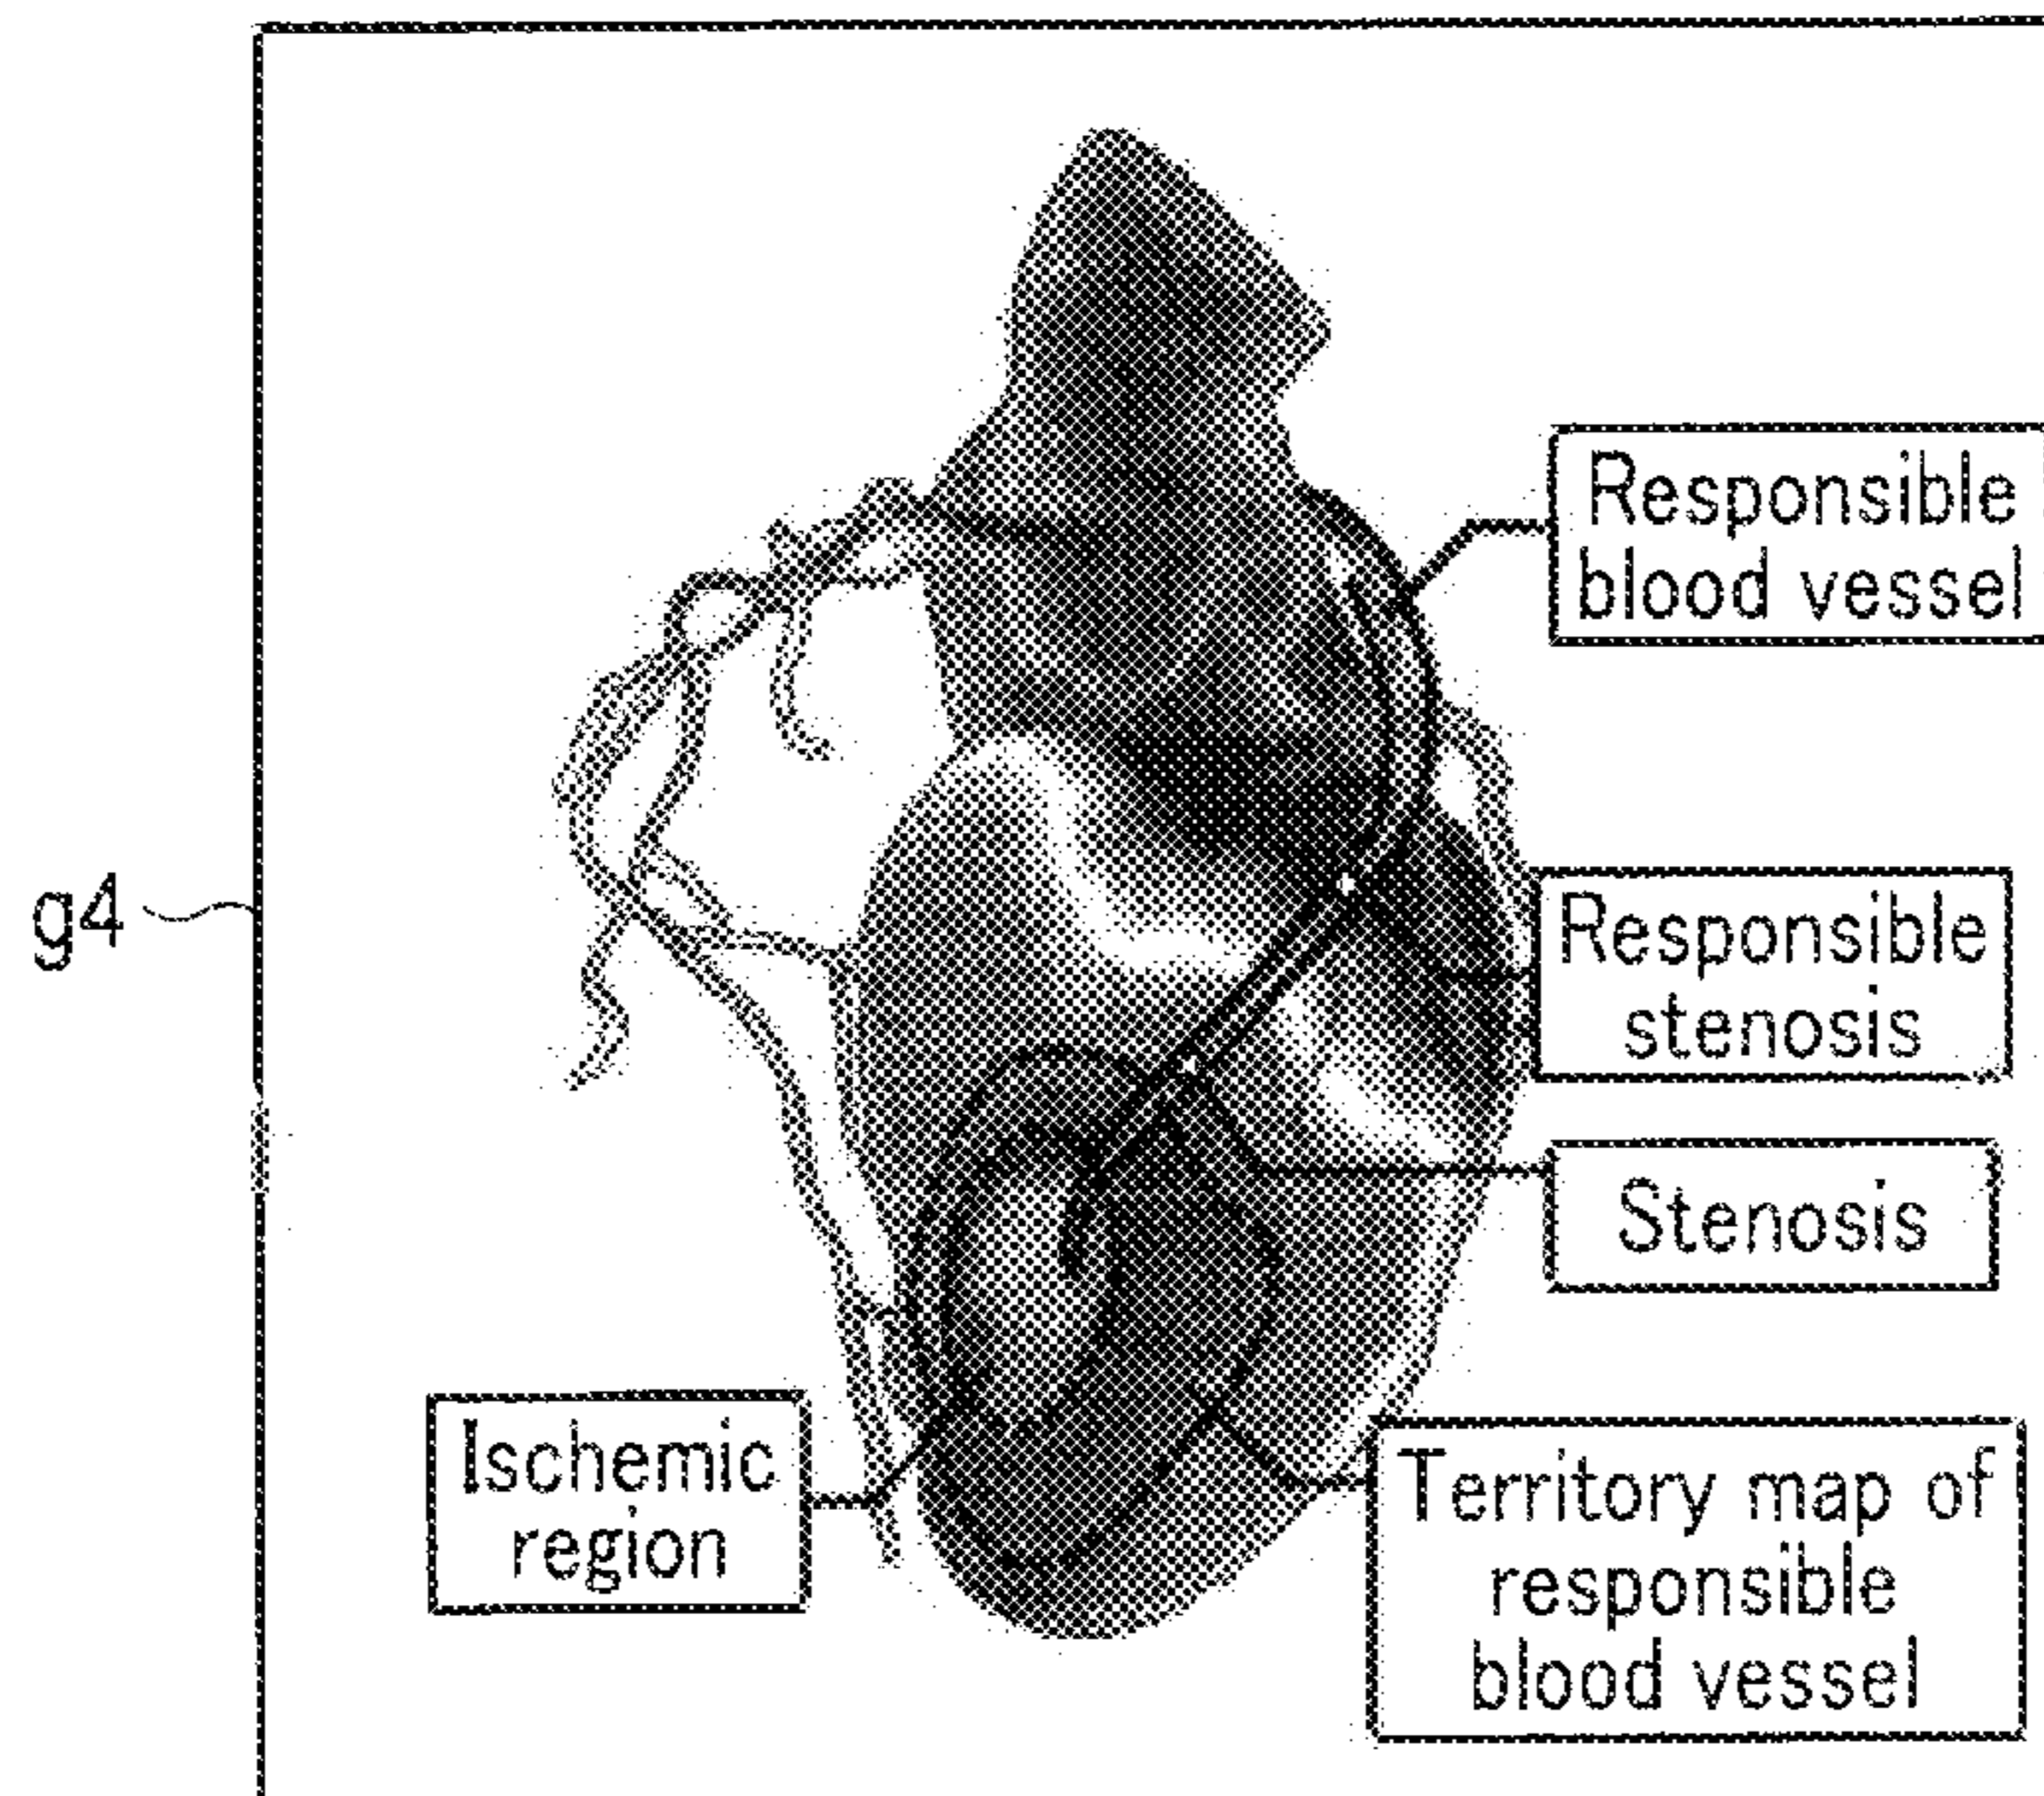 Responsible
blood vessel
g4
Responsible
stenosis
Stenosis
Ischemic
region
Territory map of
responsible
blood vessel